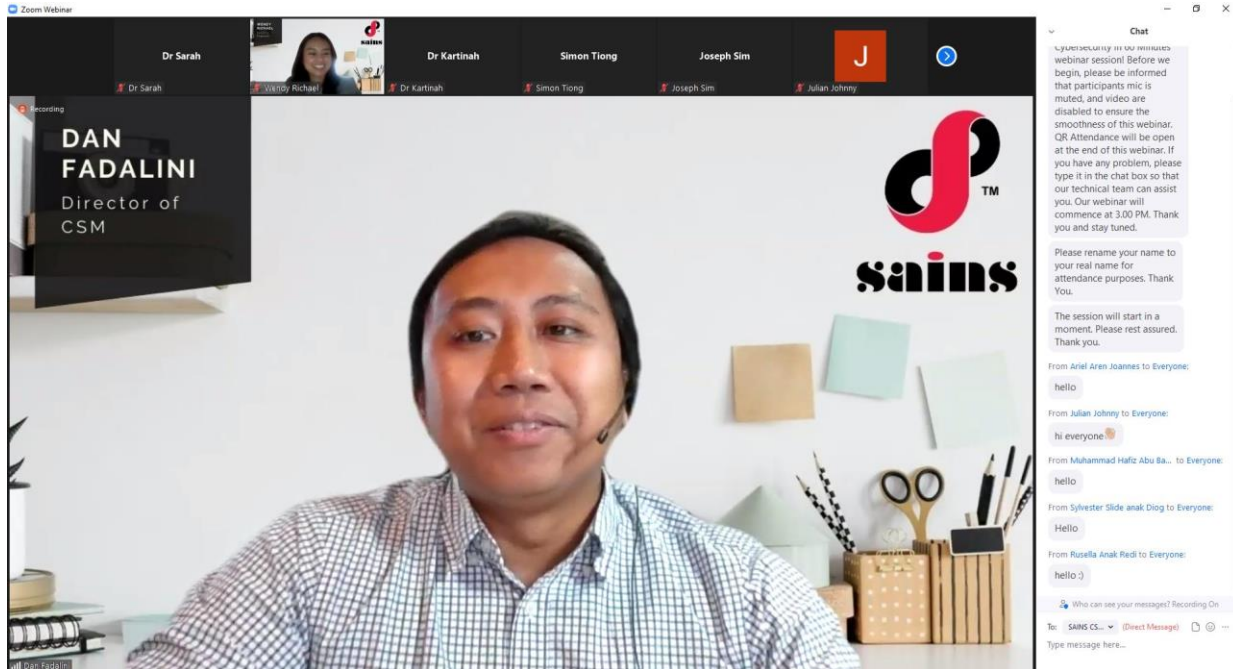 Zoom Webinar
Dr Sarah
Dr Sarah
WENDY
RICHAEL
sains
Wendy Richael
Dr Kartinah
Dr Kartinah
Simon Tiong
Simon Tiong
Joseph Sim
Joseph Sim
J
Julian Johnny
Recording
DAN
FADALINI
Director of
CSM
TM
sains
Dan Fadalini
Chat
Cybersecurity in 60 Minutes
webinar session! Before we
begin, please be informed
that participants mic is
muted, and video are
disabled to ensure the
smoothness of this webinar.
QR Attendance will be open
at the end of this webinar. If
you have any problem, please
type it in the chat box so that
our technical team can assist
you. Our webinar will
commence at 3.00 PM. Thank
you and stay tuned.
Please rename your name to
your real name for
attendance purposes. Thank
You.
The session will start in a
moment. Please rest assured.
Thank you.
From Ariel Aren Joannes to Everyone:
hello
From Julian Johnny to Everyone:
hi everyone👋
From Muhammad Hafiz Abu Ba... to Everyone:
hello
From Sylvester Slide anak Diog to Everyone:
Hello
From Rusella Anak Redi to Everyone:
hello :)
Who can see your messages? Recording On
To: SAINS CS... (Direct Message)
Type message here...